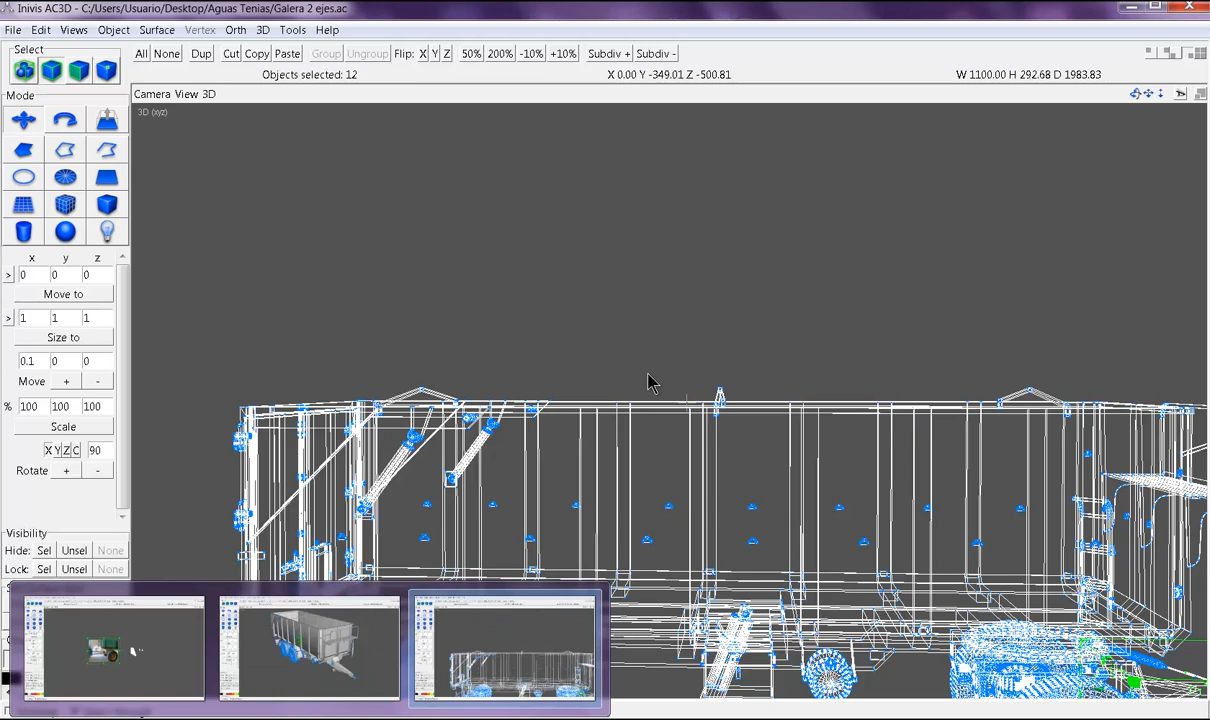 Inivis AC3D - C:/Users/Usuario/Desktop/Aguas Tenias/Galera 2 ejes.ac
File Edit Views Object Surface Vertex Orth 3D Tools Help
Select
All None Dup Cut Copy Paste Group Ungroup Flip: X Y Z 50% 200% -10% +10% Subdiv + Subdiv -
Objects selected: 12 X 0.00 Y -349.01 Z -500.81 W 1100.00 H 292.68 D 1983.83
Mode
Camera View 3D
3D (xyz)
x y z
> 0 0 0
Move to
> 1 1 1
Size to
0.1 0 0
Move + -
% 100 100 100
Scale
X Y Z C 90
Rotate + -
Visibility
Hide: Sel Unsel None
Lock: Sel Unsel None